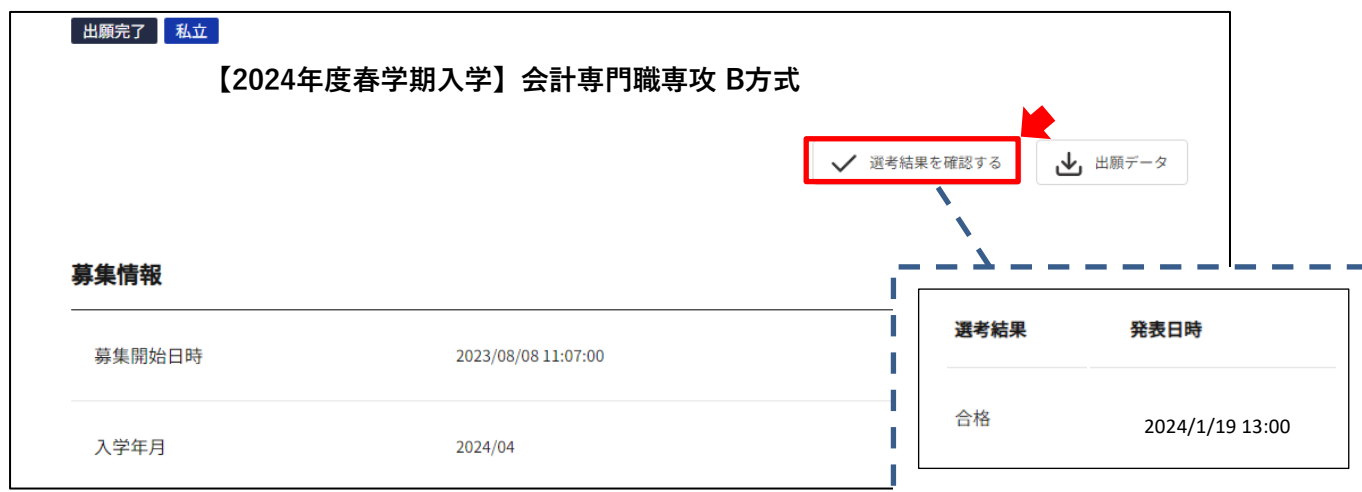 出願完了 私立
【2024年度春学期入学】会計専門職専攻 B方式
選考結果を確認する 出願データ
募集情報
募集開始日時 2023/08/08 11:07:00
入学年月 2024/04
選考結果 発表日時
合格 2024/1/19 13:00